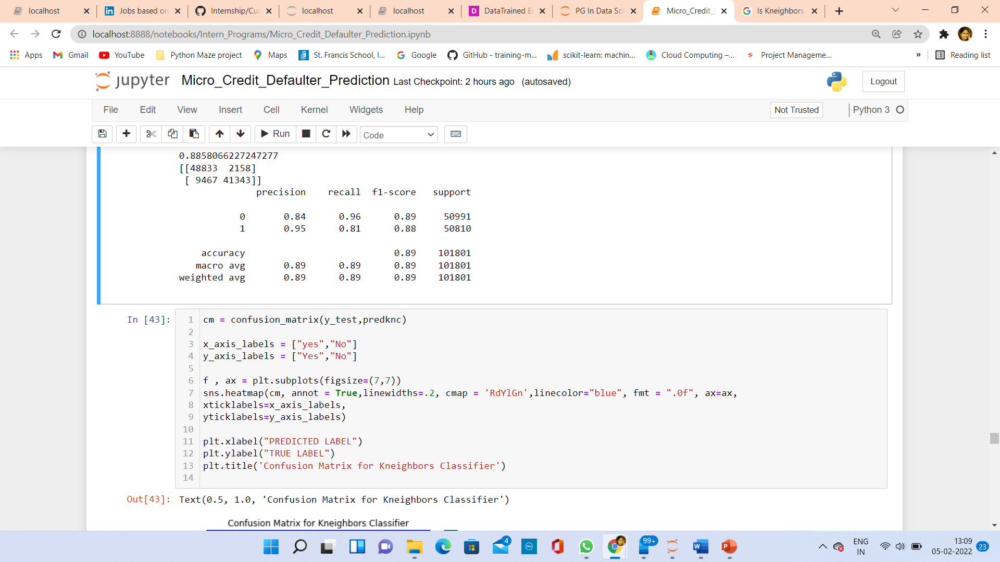 localhost
Jobs based on
Internship/Cus
localhost
localhost
DataTrained Ed
PG In Data Scie
Micro_Credit_D
Is Kneighbors
localhost:8888/notebooks/Intern_Programs/Micro_Credit_Defaulter_Prediction.ipynb
Apps
Gmail
YouTube
Python Maze project
Maps
St. Francis School, I...
Google
GitHub - training-m...
scikit-learn: machin...
Cloud Computing –...
Project Manageme...
»
Reading list
jupyter Micro_Credit_Defaulter_Prediction Last Checkpoint: 2 hours ago (autosaved)
Logout
File Edit View Insert Cell Kernel Widgets Help
Not Trusted
Python 3
Run
Code
0.8858066227247277
[[48833  2158]
 [ 9467 41343]]
precision recall f1-score support
0 0.84 0.96 0.89 50991
1 0.95 0.81 0.88 50810
accuracy 0.89 101801
macro avg 0.89 0.89 0.89 101801
weighted avg 0.89 0.89 0.89 101801
In [43]:
1 cm = confusion_matrix(y_test,predknc)
2
3 x_axis_labels = ["yes","No"]
4 y_axis_labels = ["Yes","No"]
5
6 f , ax = plt.subplots(figsize=(7,7))
7 sns.heatmap(cm, annot = True,linewidths=.2, cmap = 'RdYlGn',linecolor="blue", fmt = ".0f", ax=ax,
8 xticklabels=x_axis_labels,
9 yticklabels=y_axis_labels)
10
11 plt.xlabel("PREDICTED LABEL")
12 plt.ylabel("TRUE LABEL")
13 plt.title('Confusion Matrix for Kneighbors Classifier')
14
Out[43]: Text(0.5, 1.0, 'Confusion Matrix for Kneighbors Classifier')
Confusion Matrix for Kneighbors Classifier
4
DELL
99+
W
P
ENG
IN
13:09
05-02-2022
23